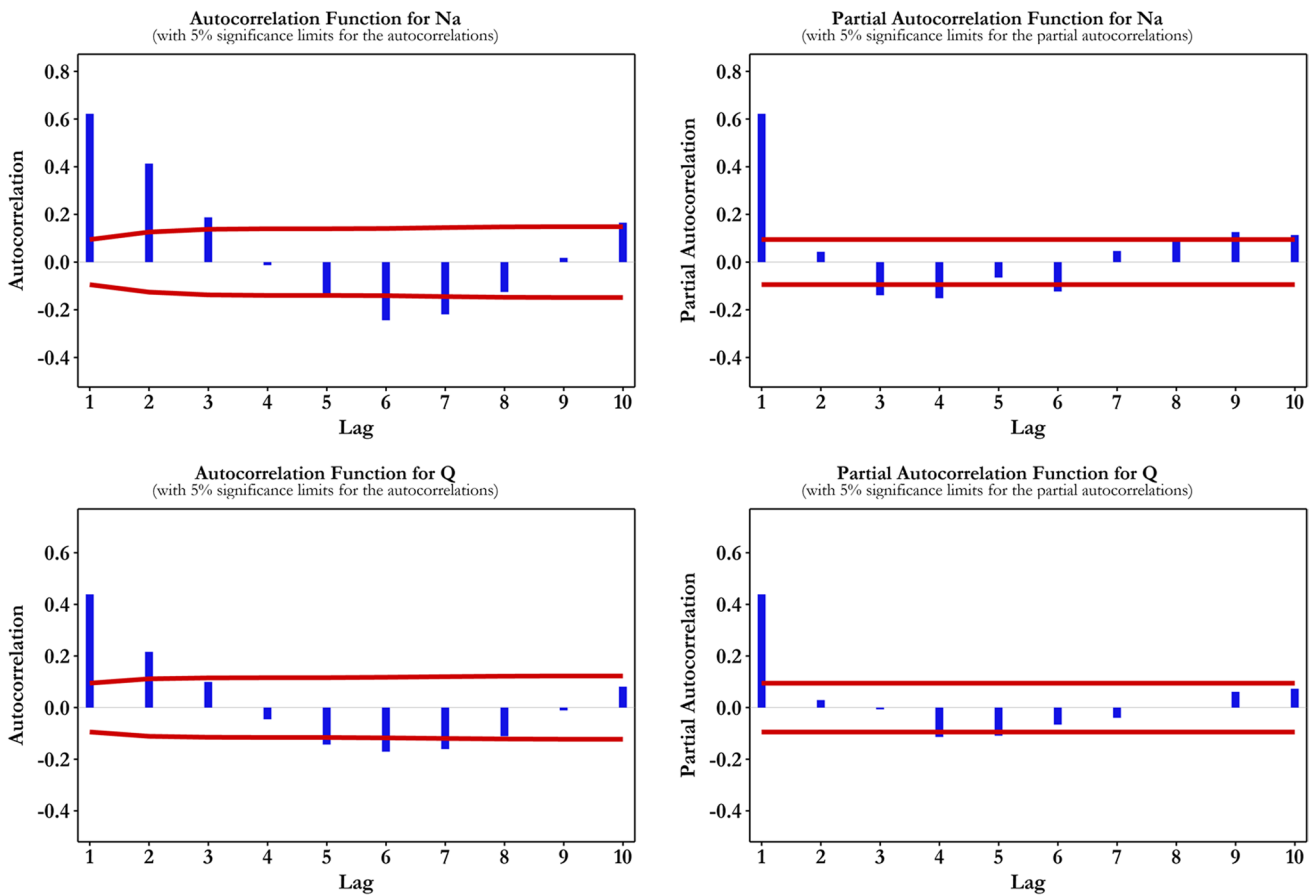 Autocorrelation Function for Na
(with 5% significance limits for the autocorrelations)
Autocorrelation
0.8
0.6
0.4
0.2
0.0
-0.2
-0.4
1 2 3 4 5 6 7 8 9 10
Lag
Partial Autocorrelation Function for Na
(with 5% significance limits for the partial autocorrelations)
Partial Autocorrelation
0.8
0.6
0.4
0.2
0.0
-0.2
-0.4
1 2 3 4 5 6 7 8 9 10
Lag
Autocorrelation Function for Q
(with 5% significance limits for the autocorrelations)
Autocorrelation
0.6
0.4
0.2
0.0
-0.2
-0.4
1 2 3 4 5 6 7 8 9 10
Lag
Partial Autocorrelation Function for Q
(with 5% significance limits for the partial autocorrelations)
Partial Autocorrelation
0.6
0.4
0.2
0.0
-0.2
-0.4
1 2 3 4 5 6 7 8 9 10
Lag